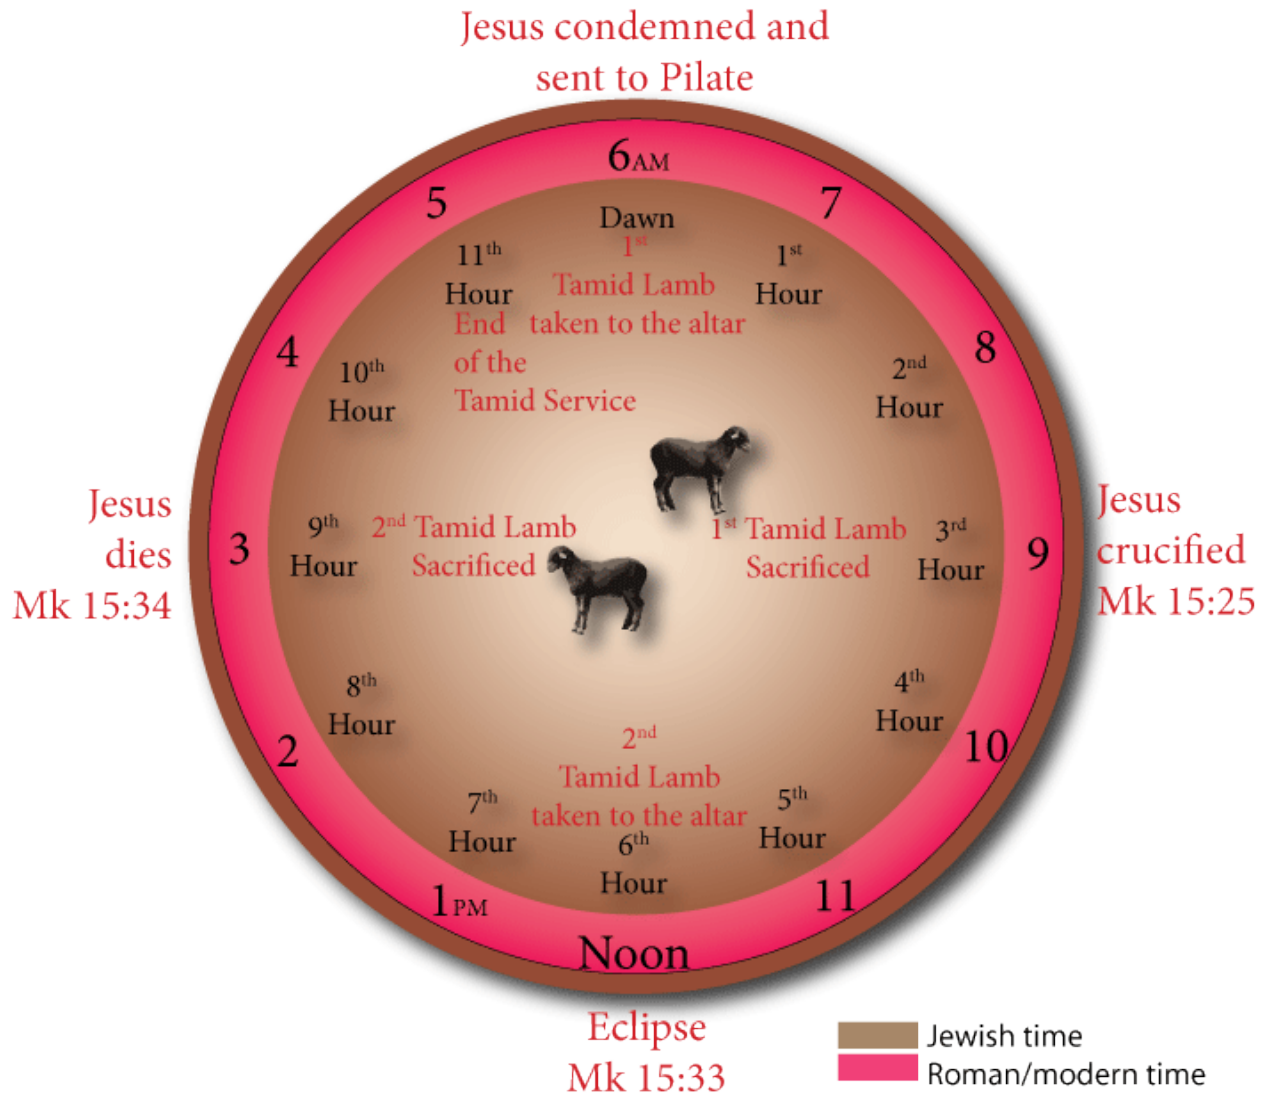 Jesus condemned and
sent to Pilate
6AM
7
8
9
10
11
Noon
1PM
2
3
4
5
Dawn
1st
Tamid Lamb
taken to the altar
1st
Hour
2nd
Hour
3rd
Hour
1st Tamid Lamb
Sacrificed
4th
Hour
5th
Hour
2nd
Tamid Lamb
taken to the altar
6th
Hour
7th
Hour
8th
Hour
9th
Hour
2nd Tamid Lamb
Sacrificed
10th
Hour
11th
Hour
End
of the
Tamid Service
Jesus
crucified
Mk 15:25
Eclipse
Mk 15:33
Jesus
dies
Mk 15:34
Jewish time
Roman/modern time